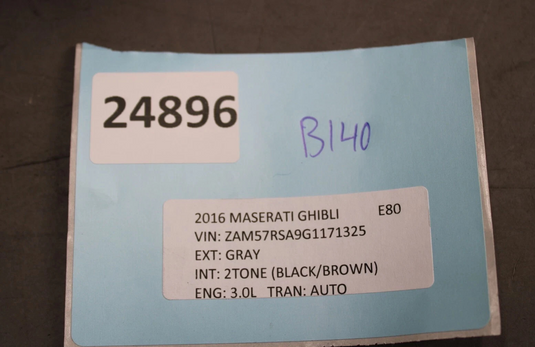 24896
B140
2016 MASERATI GHIBLI E80
VIN: ZAM57RSA9G1171325
EXT: GRAY
INT: 2TONE (BLACK/BROWN)
ENG: 3.0L TRAN: AUTO